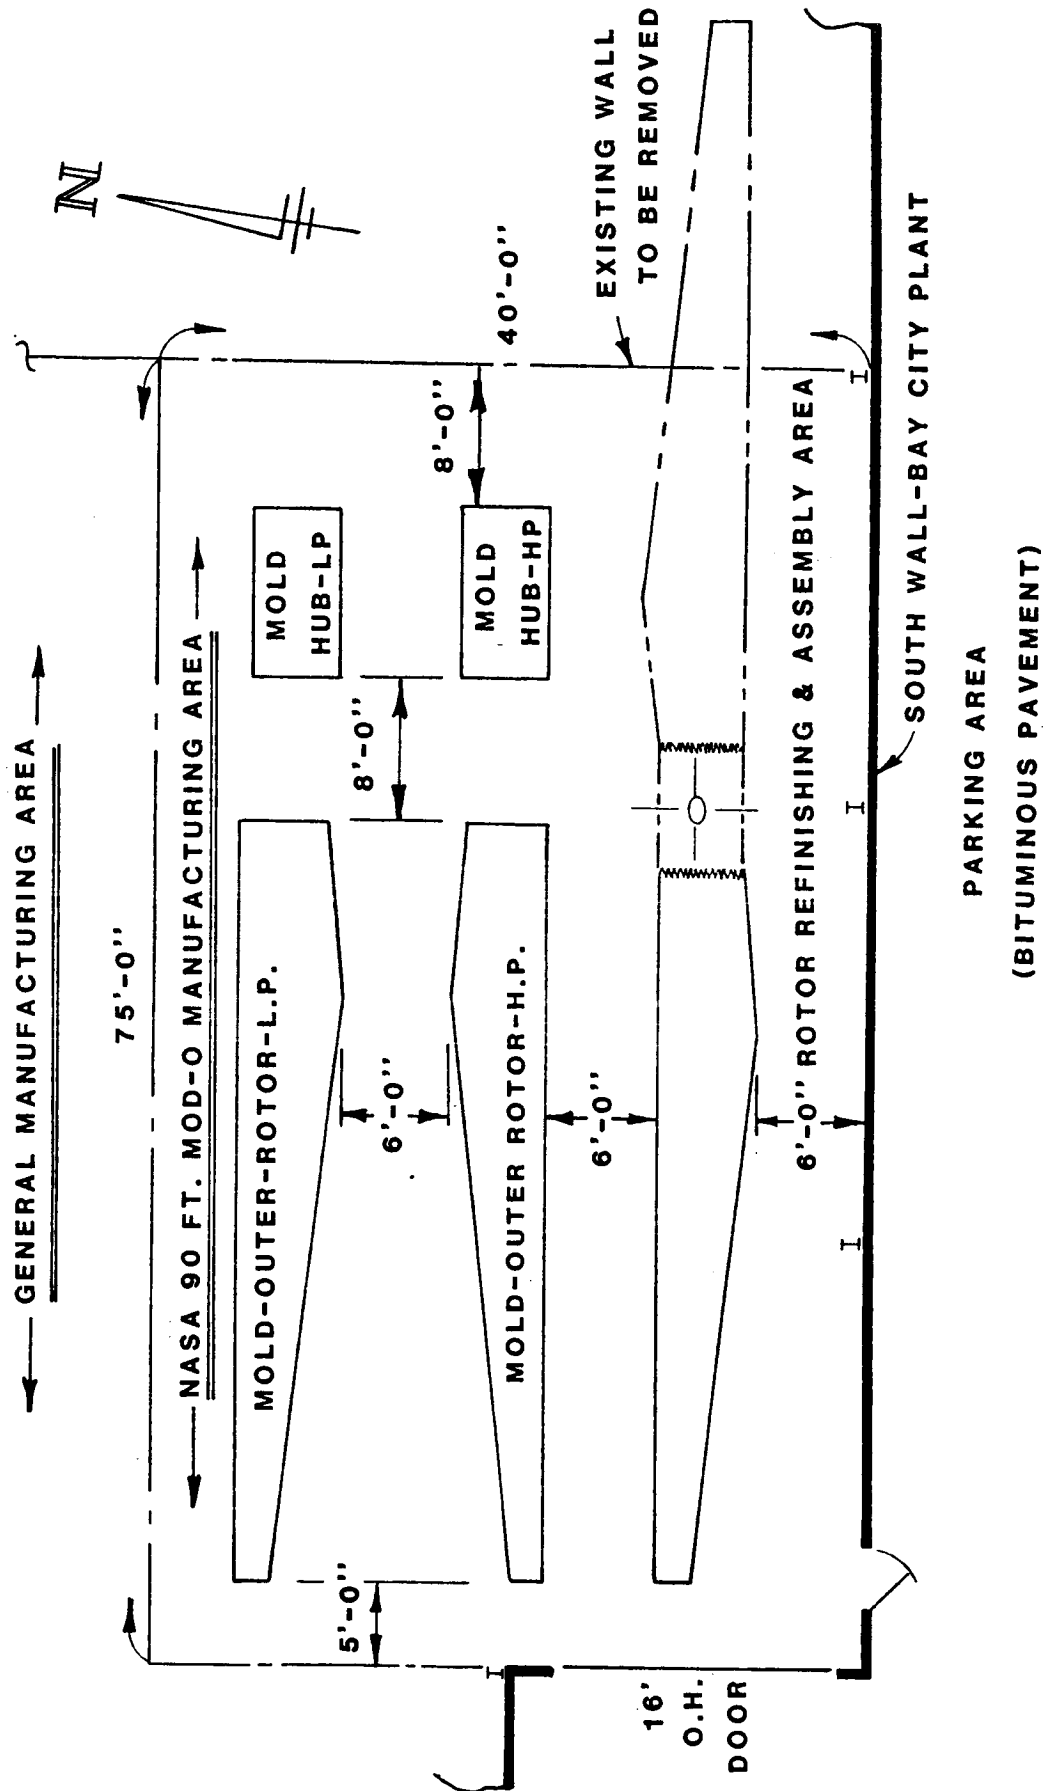 GENERAL MANUFACTURING AREA
75'-0"
NASA 90 FT. MOD-O MANUFACTURING AREA
N
MOLD-OUTER-ROTOR-L.P.
MOLD
HUB-LP
5'-0"
6'-0"
8'-0"
8'-0"
40'-0"
MOLD-OUTER ROTOR-H.P.
MOLD
HUB-HP
6'-0"
EXISTING WALL
TO BE REMOVED
16'
O.H.
DOOR
6'-0"
ROTOR REFINISHING & ASSEMBLY AREA
SOUTH WALL-BAY CITY PLANT
PARKING AREA
(BITUMINOUS PAVEMENT)